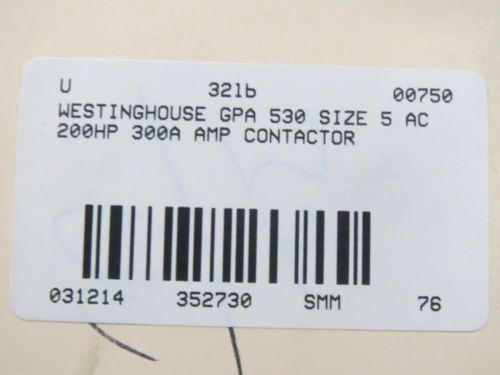 U 321b 00750
WESTINGHOUSE GPA 530 SIZE 5 AC
200HP 300A AMP CONTACTOR
031214 352730 SMM 76